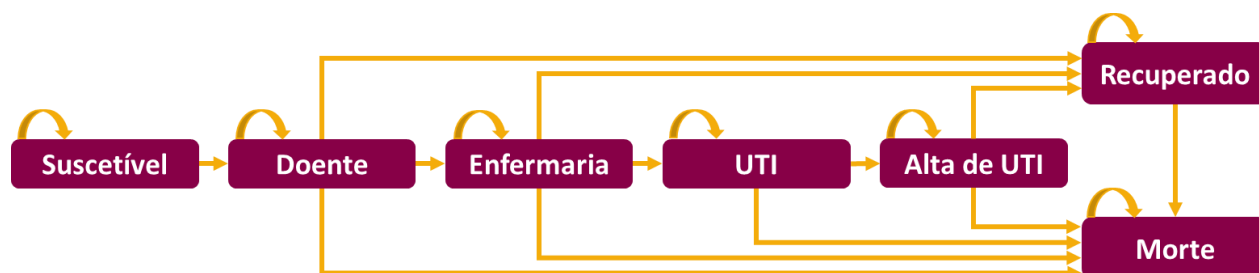 Recuperado
Suscetível
Doente
Enfermaria
UTI
Alta de UTI
Morte